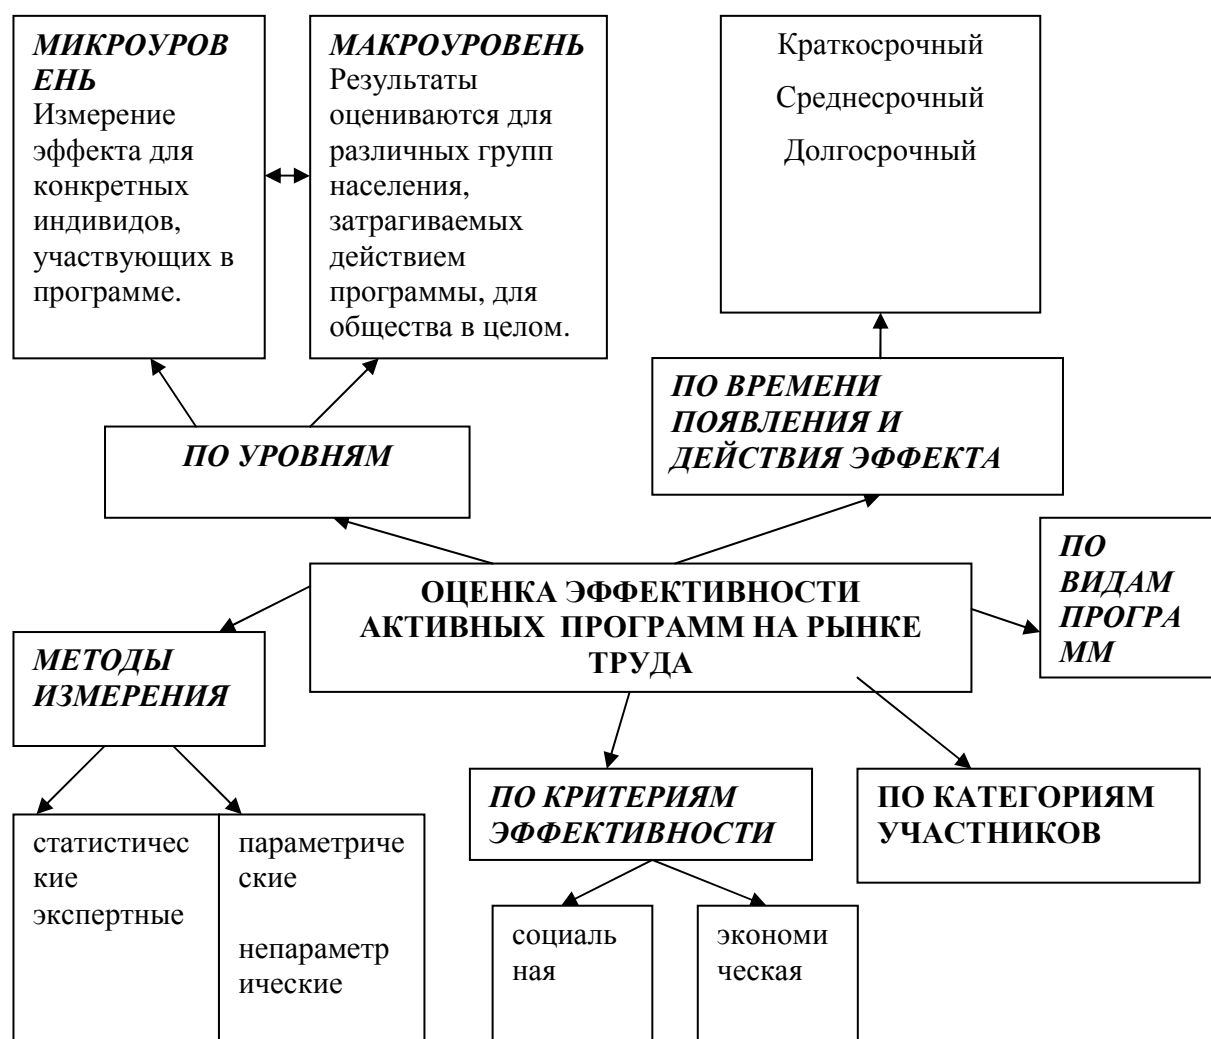 МИКРОУРОВ
ЕНЬ
Измерение
эффекта для
конкретных
индивидов,
участвующих в
программе.
МАКРОУРОВЕНЬ
Результаты
оцениваются для
различных групп
населения,
затрагиваемых
действием
программы, для
общества в целом.
Краткосрочный
Среднесрочный
Долгосрочный
ПО УРОВНЯМ
ПО ВРЕМЕНИ
ПОЯВЛЕНИЯ И
ДЕЙСТВИЯ ЭФФЕКТА
ОЦЕНКА ЭФФЕКТИВНОСТИ
АКТИВНЫХ ПРОГРАММ НА РЫНКЕ
ТРУДА
ПО
ВИДАМ
ПРОГРА
ММ
МЕТОДЫ
ИЗМЕРЕНИЯ
ПО КРИТЕРИЯМ
ЭФФЕКТИВНОСТИ
ПО КАТЕГОРИЯМ
УЧАСТНИКОВ
статистичес
кие
экспертные
параметриче
ские
непараметр
ические
социаль
ная
экономи
ческая